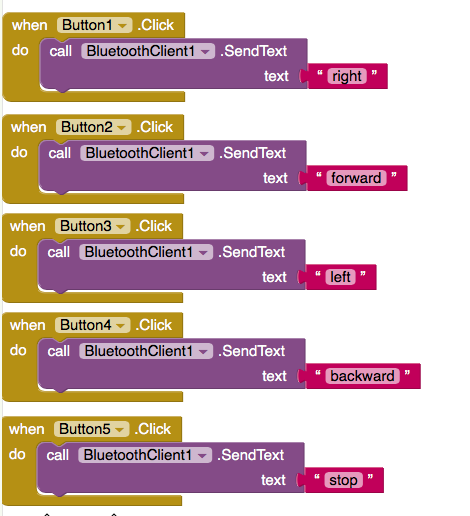 when Button1 .Click
do call BluetoothClient1 .SendText
text “ right ”
when Button2 .Click
do call BluetoothClient1 .SendText
text “ forward ”
when Button3 .Click
do call BluetoothClient1 .SendText
text “ left ”
when Button4 .Click
do call BluetoothClient1 .SendText
text “ backward ”
when Button5 .Click
do call BluetoothClient1 .SendText
text “ stop ”